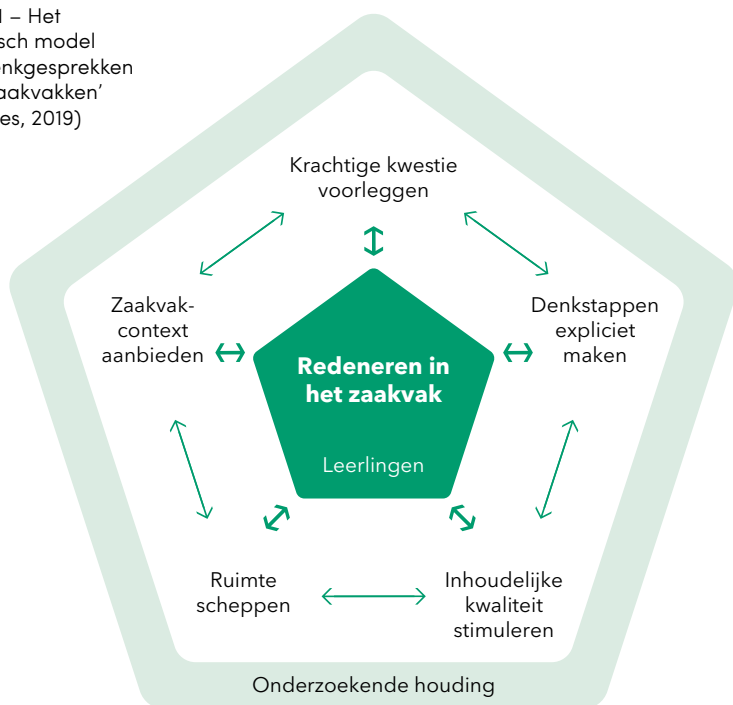 – Het
sch model
nkgesprekken
aakvakken’
es, 2019)
Krachtige kwestie
voorleggen
Zaakvak-
context
aanbieden
Denkstappen
expliciet
maken
Redeneren in
het zaakvak
Leerlingen
Ruimte
scheppen
Inhoudelijke
kwaliteit
stimuleren
Onderzoekende houding